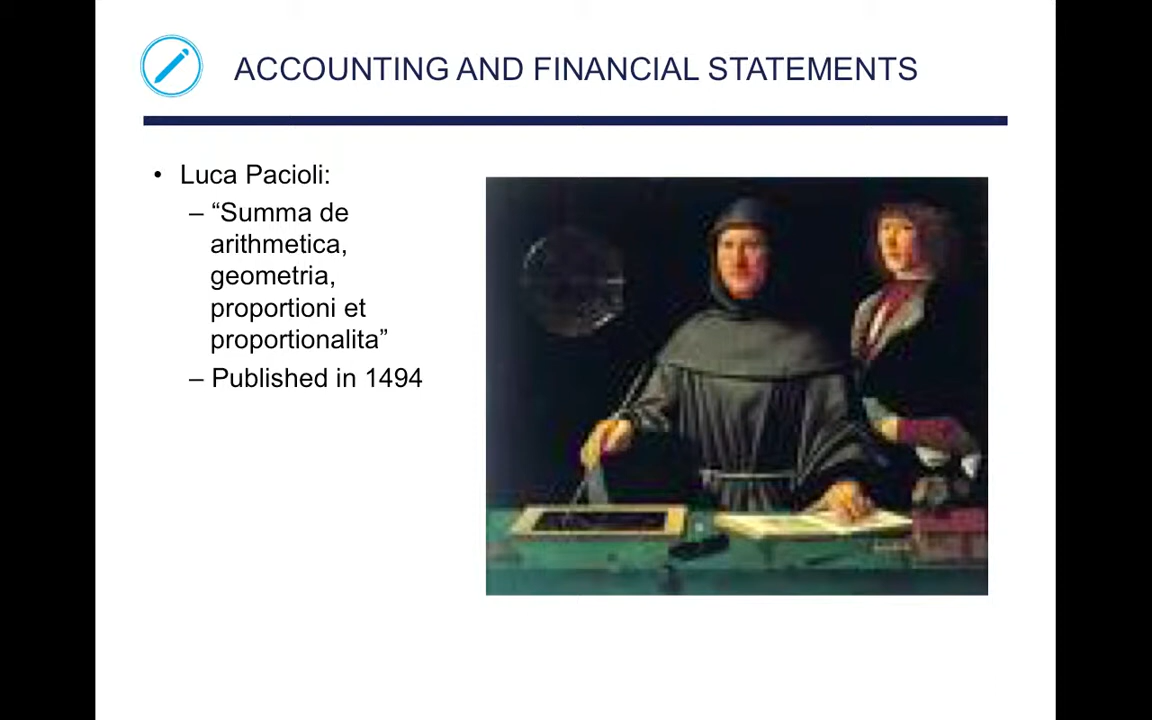 ACCOUNTING AND FINANCIAL STATEMENTS
• Luca Pacioli:
– “Summa de
arithmetica,
geometria,
proportioni et
proportionalita”
– Published in 1494